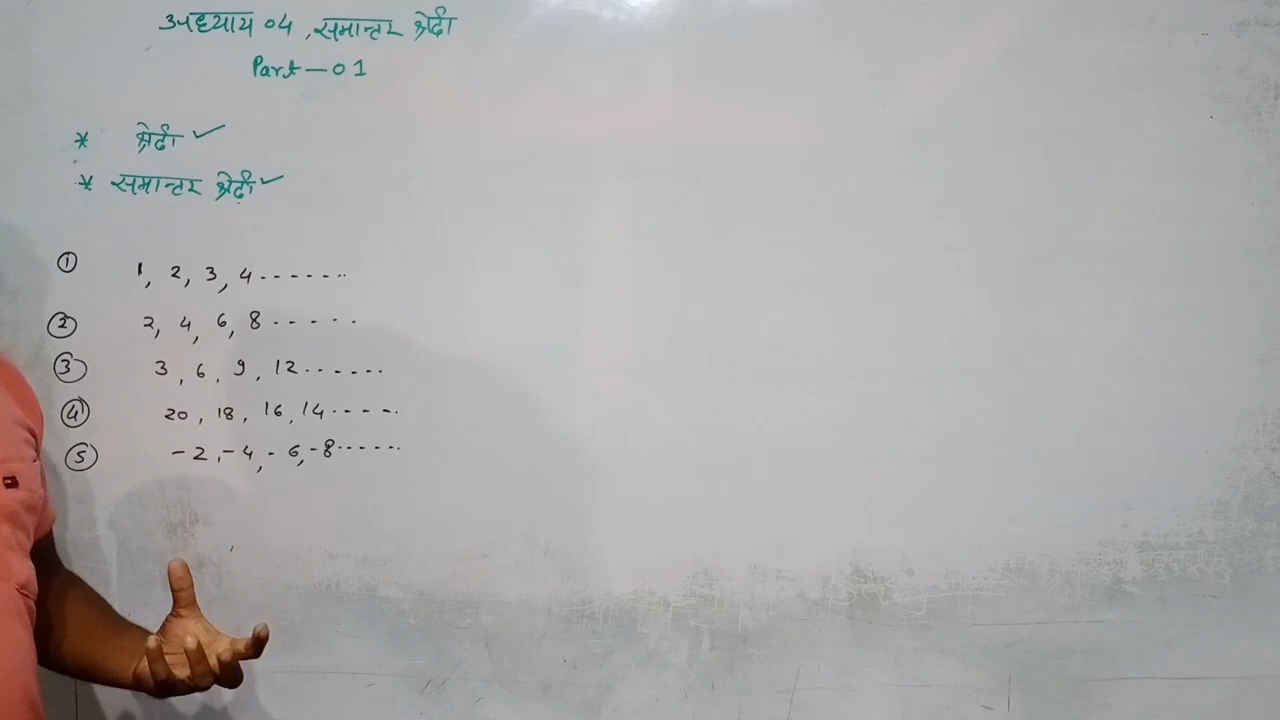 अध्याय 04, समान्तर श्रेढी
Part-01
* श्रेढी ✓
* समान्तर श्रेढी ✓
① 1, 2, 3, 4 .......
② 2, 4, 6, 8 .....
③ 3, 6, 9, 12 ......
④ 20, 18, 16, 14 .....
⑤ -2, -4, -6, -8 ......